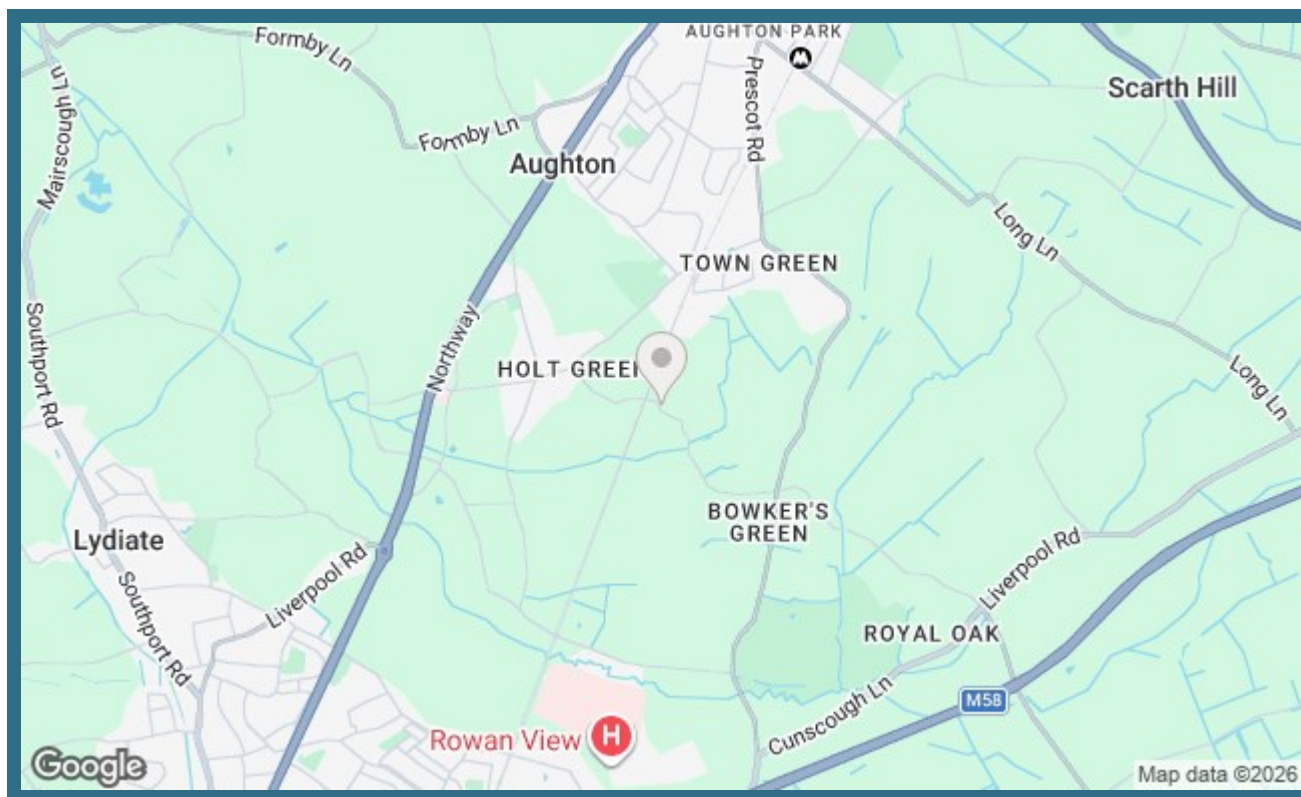 AUGHTON PARK
Formby Ln
Scarth Hill
Mairscough Ln
Formby Ln
Prescot Rd
Aughton
Long Ln
TOWN GREEN
Southport Rd
Northway
HOLT GREEN
Long Ln
BOWKER'S
GREEN
Lydiate
Liverpool Rd
Liverpool Rd
Southport Rd
ROYAL OAK
M58
Cunscough Ln
Rowan View
H
Google
Map data ©2026